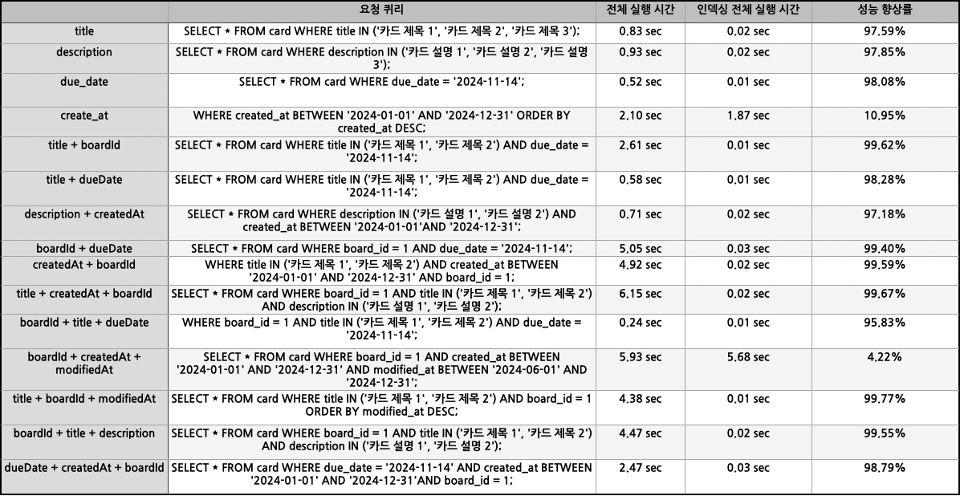 요청 쿼리 전체 실행 시간 인덱싱 전체 실행 시간 성능 향상률
title SELECT * FROM card WHERE title IN ('카드 제목 1', '카드 제목 2', '카드 제목 3'); 0.83 sec 0.02 sec 97.59%
description SELECT * FROM card WHERE description IN ('카드 설명 1', '카드 설명 2', '카드 설명
3'); 0.93 sec 0.02 sec 97.85%
due_date SELECT * FROM card WHERE due_date = '2024-11-14'; 0.52 sec 0.01 sec 98.08%
create_at WHERE created_at BETWEEN '2024-01-01' AND '2024-12-31' ORDER BY
created_at DESC; 2.10 sec 1.87 sec 10.95%
title + boardId SELECT * FROM card WHERE title IN ('카드 제목 1', '카드 제목 2') AND due_date =
'2024-11-14'; 2.61 sec 0.01 sec 99.62%
title + dueDate SELECT * FROM card WHERE title IN ('카드 제목 1', '카드 제목 2') AND due_date =
'2024-11-14'; 0.58 sec 0.01 sec 98.28%
description + createdAt SELECT * FROM card WHERE description IN ('카드 설명 1', '카드 설명 2') AND
created_at BETWEEN '2024-01-01'AND '2024-12-31'; 0.71 sec 0.02 sec 97.18%
boardId + dueDate SELECT * FROM card WHERE board_id = 1 AND due_date = '2024-11-14'; 5.05 sec 0.03 sec 99.40%
createdAt + boardId WHERE title IN ('카드 제목 1', '카드 제목 2') AND created_at BETWEEN
'2024-01-01' AND '2024-12-31' AND board_id = 1; 4.92 sec 0.02 sec 99.59%
title + createdAt + boardId SELECT * FROM card WHERE board_id = 1 AND title IN ('카드 제목 1', '카드 제목 2')
AND description IN ('카드 설명 1', '카드 설명 2'); 6.15 sec 0.02 sec 99.67%
boardId + title + dueDate WHERE board_id = 1 AND title IN ('카드 제목 1', '카드 제목 2') AND due_date =
'2024-11-14'; 0.24 sec 0.01 sec 95.83%
boardId + createdAt +
modifiedAt SELECT * FROM card WHERE board_id = 1 AND created_at BETWEEN
'2024-01-01' AND '2024-12-31' AND modified_at BETWEEN '2024-06-01' AND
'2024-12-31'; 5.93 sec 5.68 sec 4.22%
title + boardId + modifiedAt SELECT * FROM card WHERE title IN ('카드 제목 1', '카드 제목 2') AND board_id = 1
ORDER BY modified_at DESC; 4.38 sec 0.01 sec 99.77%
boardId + title + description SELECT * FROM card WHERE board_id = 1 AND title IN ('카드 제목 1', '카드 제목 2')
AND description IN ('카드 설명 1', '카드 설명 2'); 4.47 sec 0.02 sec 99.55%
dueDate + createdAt + boardId SELECT * FROM card WHERE due_date = '2024-11-14' AND created_at BETWEEN
'2024-01-01' AND '2024-12-31'AND board_id = 1; 2.47 sec 0.03 sec 98.79%